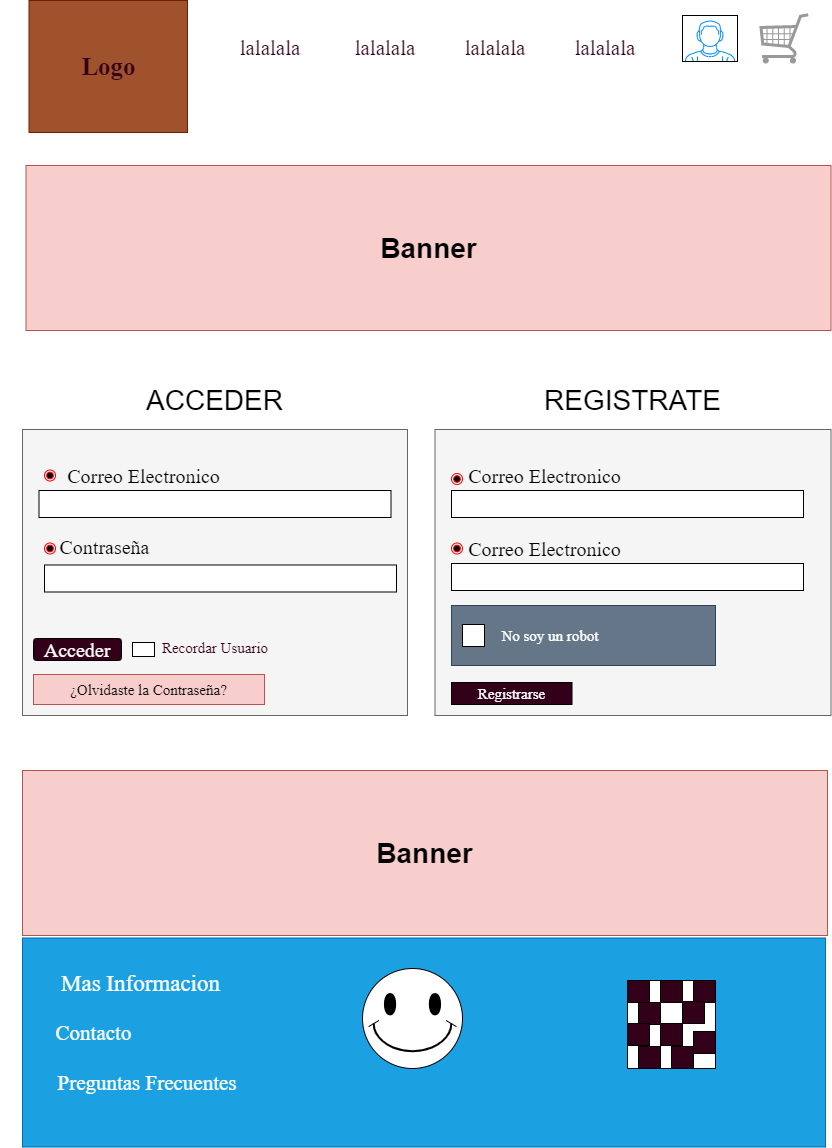 Logo
lalalala lalalala lalalala lalalala
Banner
ACCEDER
Correo Electronico
Contraseña
Acceder Recordar Usuario
¿Olvidaste la Contraseña?
REGISTRATE
Correo Electronico
Correo Electronico
No soy un robot
Registrarse
Banner
Mas Informacion
Contacto
Preguntas Frecuentes